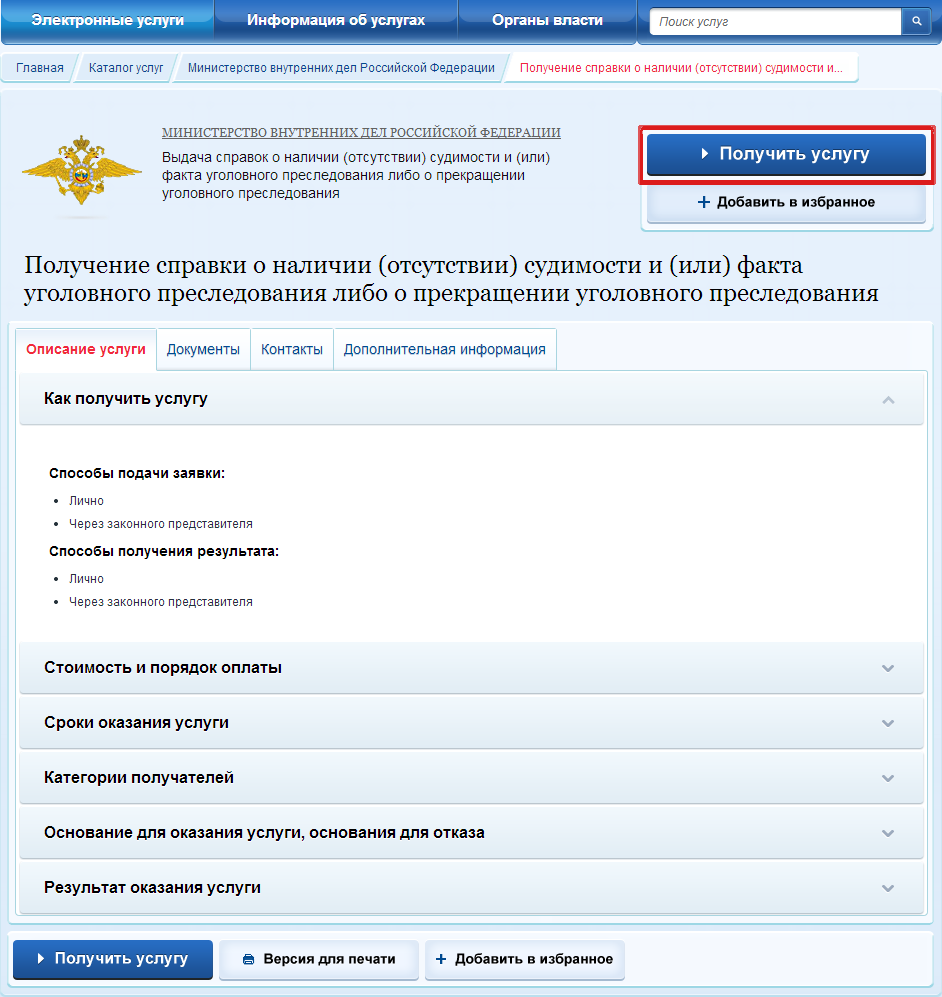 Электронные услуги
Информация об услугах
Органы власти
Поиск услуг
Главная
Каталог услуг
Министерство внутренних дел Российской Федерации
Получение справки о наличии (отсутствии) судимости и...
МИНИСТЕРСТВО ВНУТРЕННИХ ДЕЛ РОССИЙСКОЙ ФЕДЕРАЦИИ
Выдача справок о наличии (отсутствии) судимости и (или)
факта уголовного преследования либо о прекращении
уголовного преследования
Получить услугу
Добавить в избранное
Получение справки о наличии (отсутствии) судимости и (или) факта
уголовного преследования либо о прекращении уголовного преследования
Описание услуги
Документы
Контакты
Дополнительная информация
Как получить услугу
Способы подачи заявки:
Лично
Через законного представителя
Способы получения результата:
Лично
Через законного представителя
Стоимость и порядок оплаты
Сроки оказания услуги
Категории получателей
Основание для оказания услуги, основания для отказа
Результат оказания услуги
Получить услугу
Версия для печати
Добавить в избранное